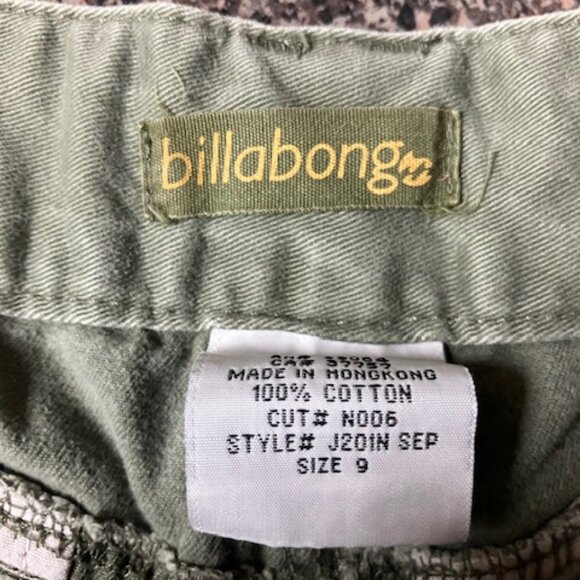 billabong
MADE IN HONGKONG
100% COTTON
CUT# N006
STYLE# J201N SEP
SIZE 9